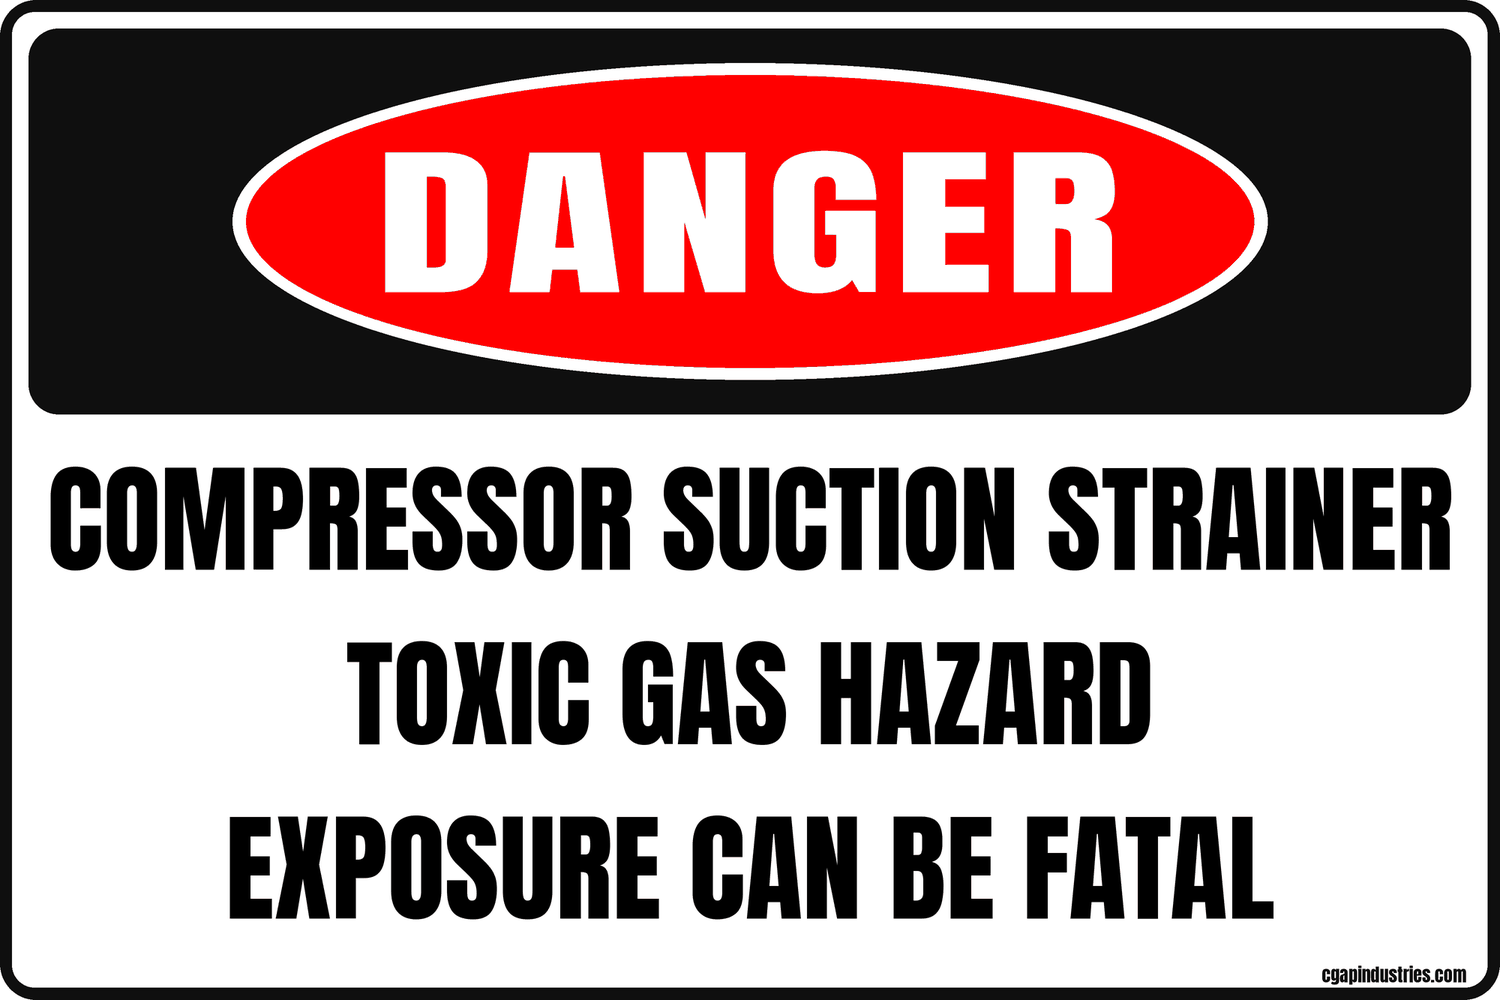 DANGER
COMPRESSOR SUCTION STRAINER
TOXIC GAS HAZARD
EXPOSURE CAN BE FATAL
cgapindustries.com